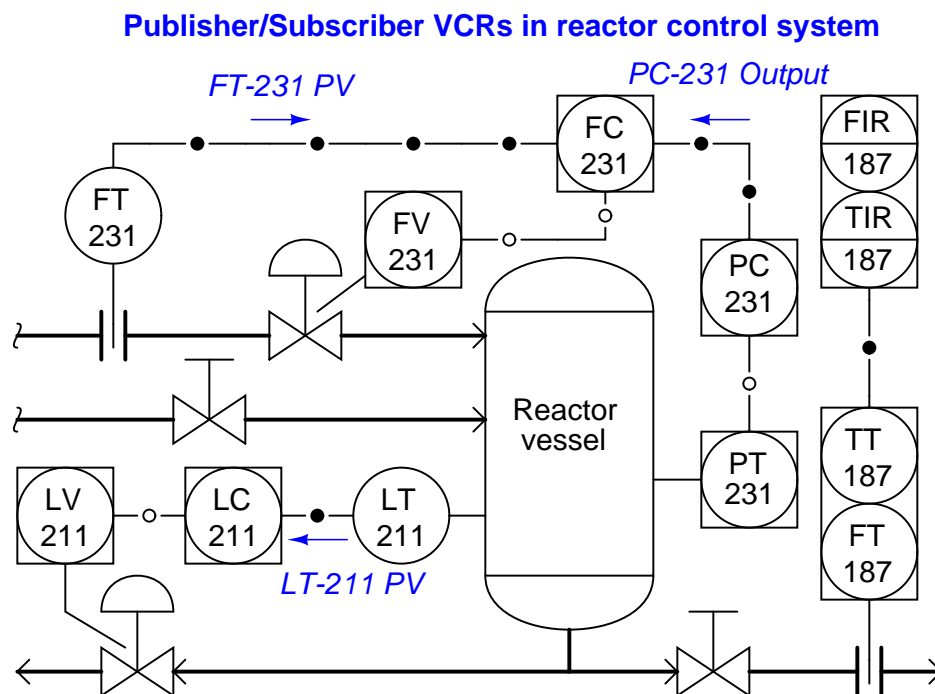 Publisher/Subscriber VCRs in reactor control system
FT-231 PV
PC-231 Output
FC
231
FIR
187
TIR
187
FT
231
FV
231
PC
231
Reactor
vessel
PT
231
TT
187
FT
187
LV
211
LC
211
LT
211
LT-211 PV